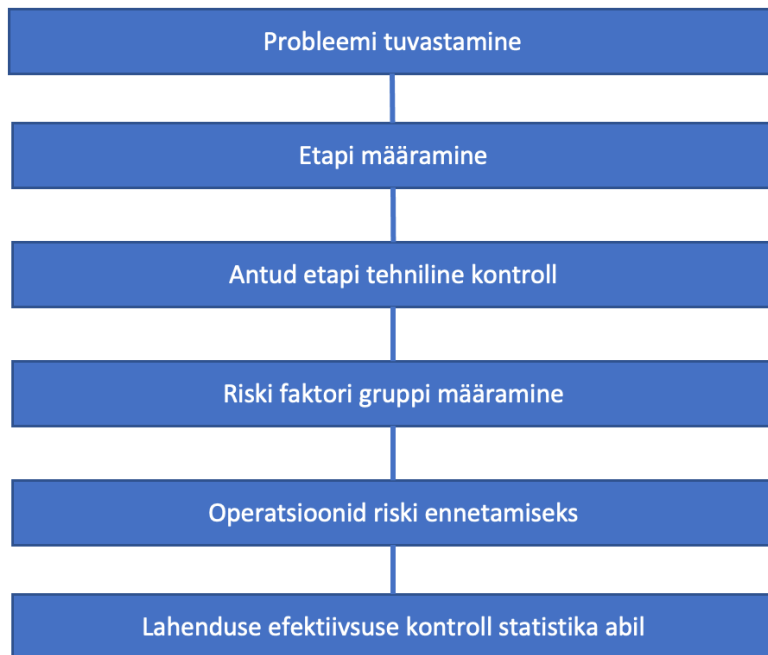 Probleemi tuvastamine
Etapi määramine
Antud etapi tehniline kontroll
Riski faktori gruppi määramine
Operatsioonid riski ennetamiseks
Lahenduse efektiivsuse kontroll statistika abil